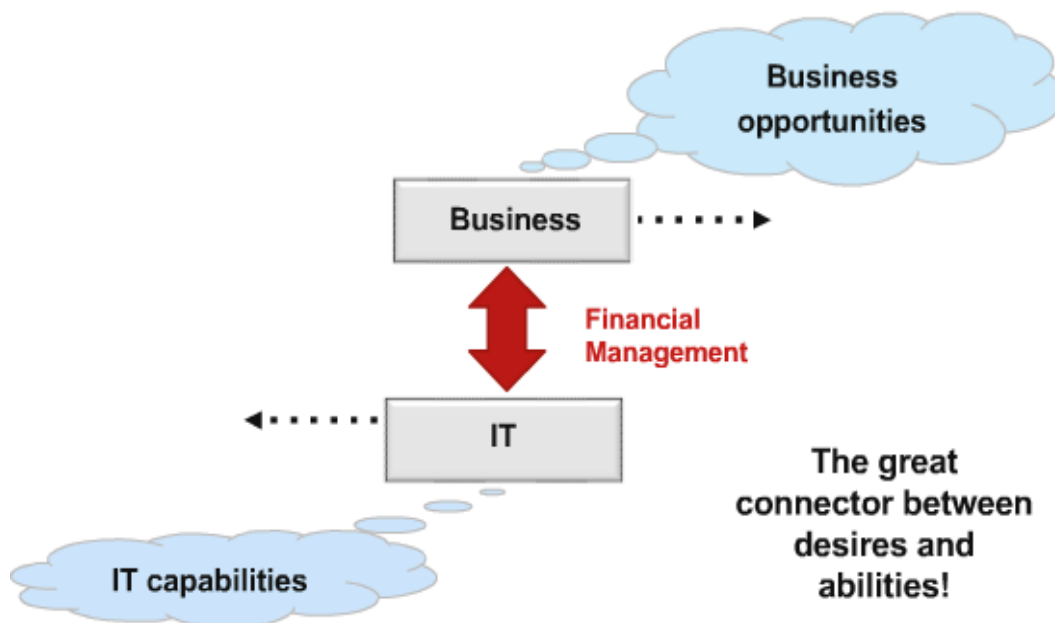 Business
opportunities
Business
Financial
Management
IT
The great
connector between
desires and
abilities!
IT capabilities